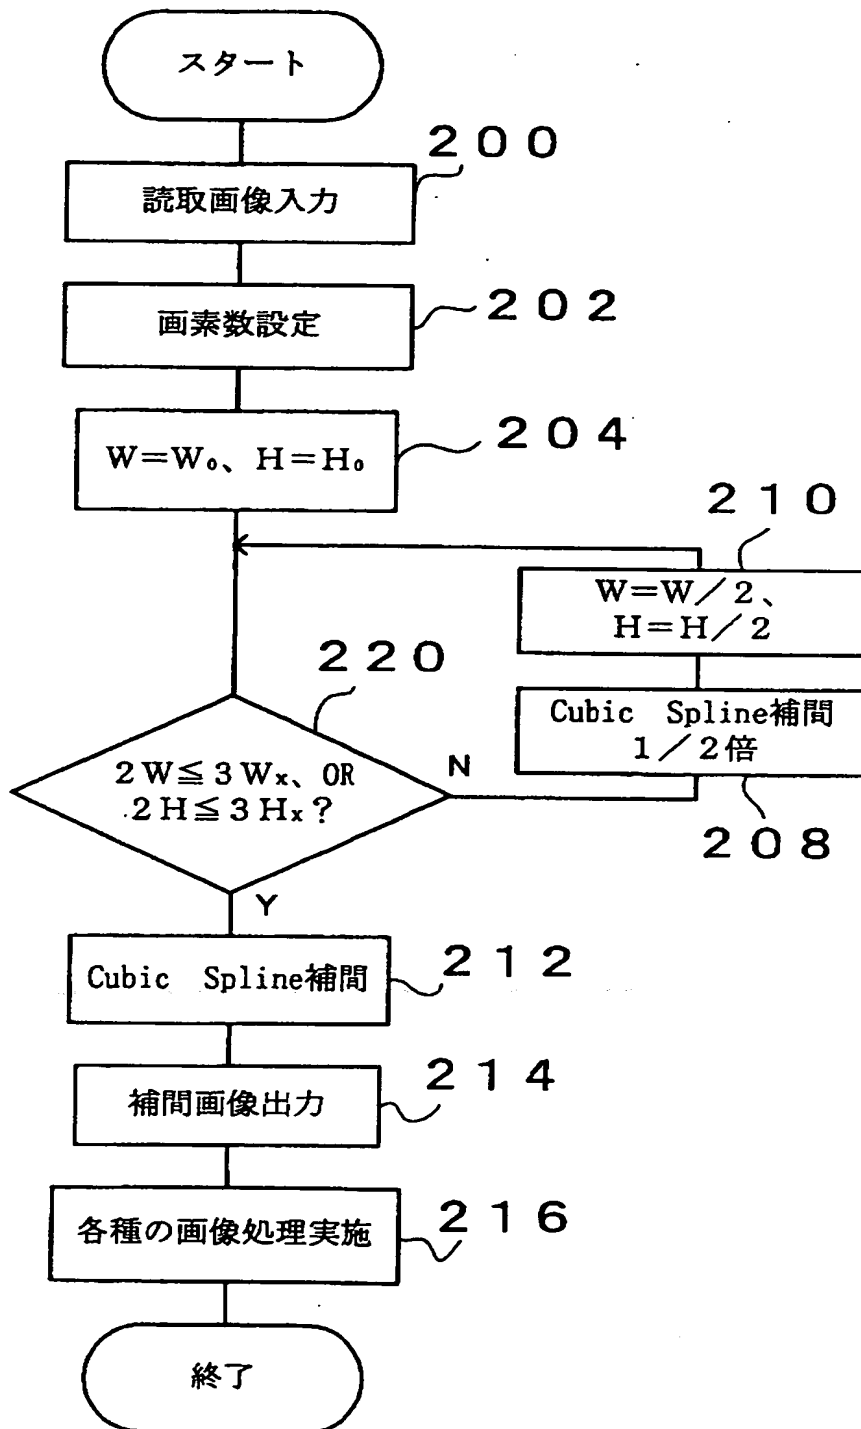 スタート
200
読取画像入力
202
画素数設定
204
W=W₀、H=H₀
210
W=W/2、
H=H/2
220
Cubic Spline補間
1/2倍
208
2W≦3Wₓ、OR
2H≦3Hₓ?
N
Y
212
Cubic Spline補間
214
補間画像出力
216
各種の画像処理実施
終了